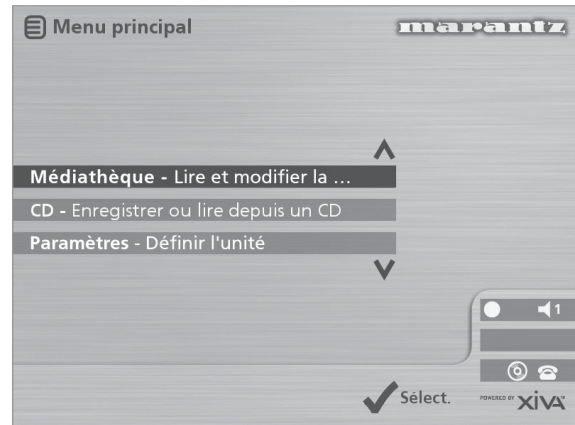 Menu principal
marantz
Médiathèque - Lire et modifier la ...
CD - Enregistrer ou lire depuis un CD
Paramètres - Définir l'unité
1
Sélect.
POWERED BY XiVA™